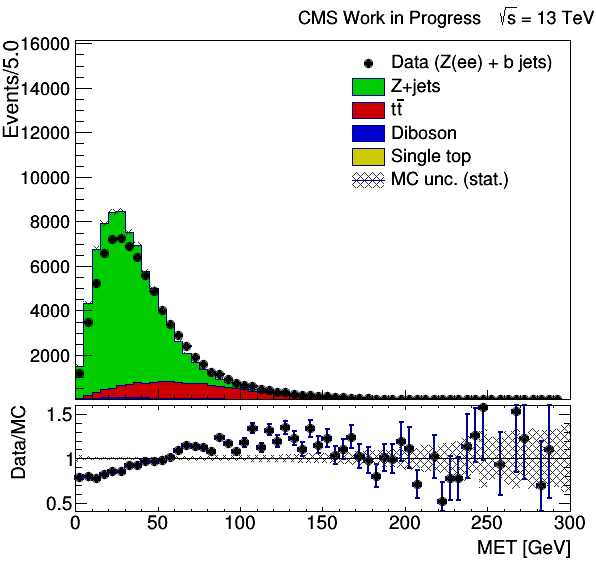 CMS Work in Progress √s = 13 TeV
Events/5.0
16000
14000
12000
10000
8000
6000
4000
2000
Data (Z(ee) + b jets)
Z+jets
tt̅
Diboson
Single top
MC unc. (stat.)
Data/MC
1.5
1
0.5
0 50 100 150 200 250 300
MET [GeV]